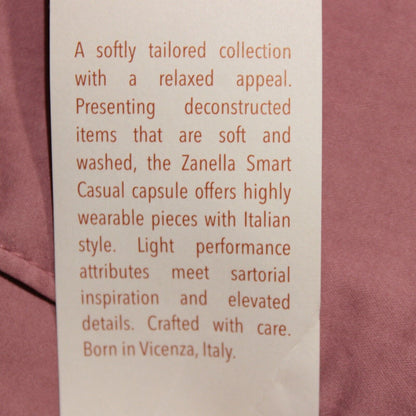 A softly tailored collection
with a relaxed appeal.
Presenting deconstructed
items that are soft and
washed, the Zanella Smart
Casual capsule offers highly
wearable pieces with Italian
style. Light performance
attributes meet sartorial
inspiration and elevated
details. Crafted with care.
Born in Vicenza, Italy.